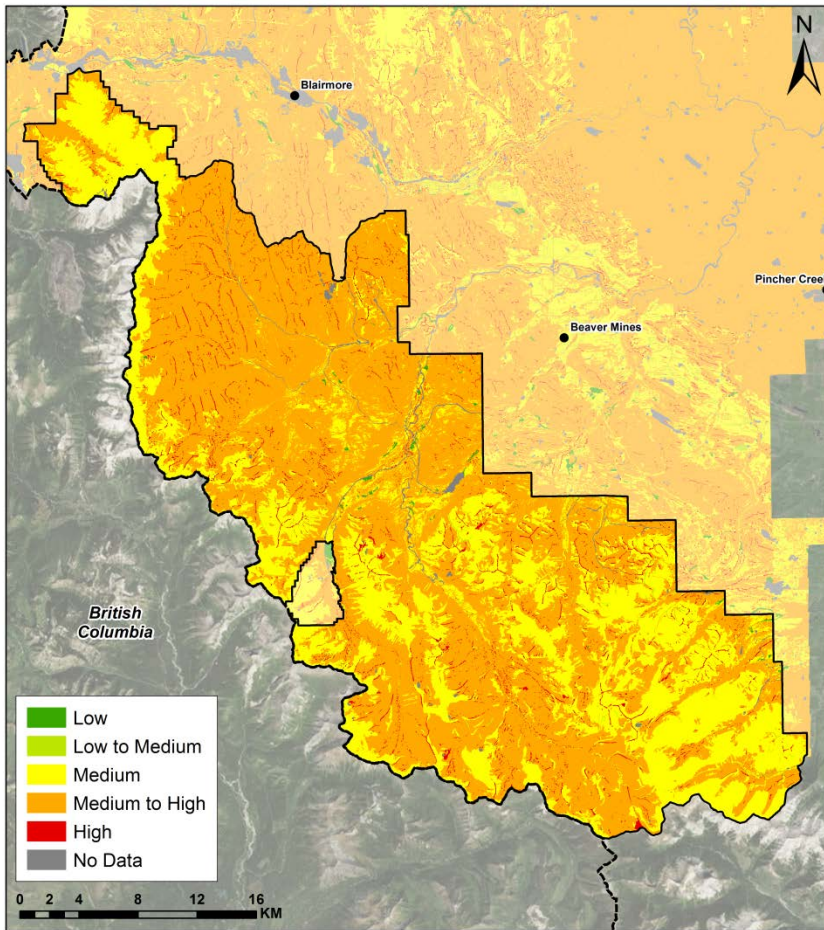 N
Blairmore
Pincher Creek
Beaver Mines
British
Columbia
Low
Low to Medium
Medium
Medium to High
High
No Data
0 2 4 8 12 16
KM